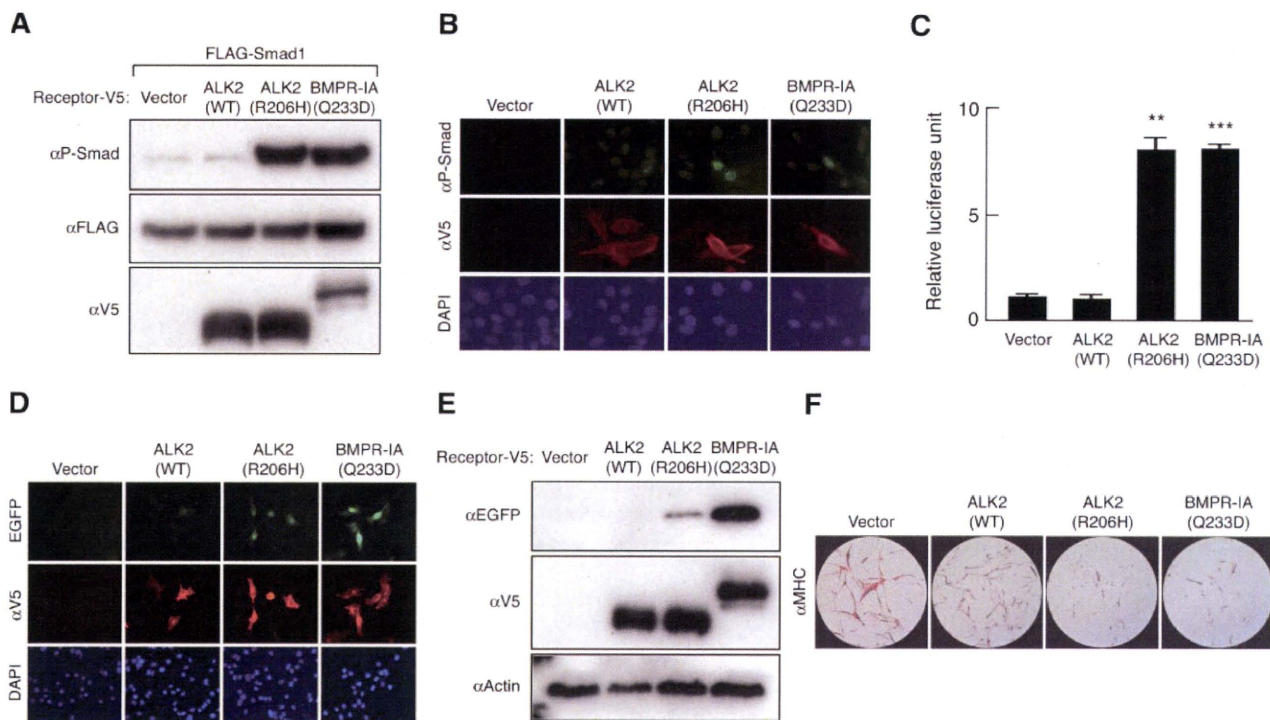 A
FLAG-Smad1
Receptor-V5: Vector ALK2 (WT) ALK2 (R206H) BMPR-IA (Q233D)
αP-Smad
αFLAG
αV5
B
Vector ALK2 (WT) ALK2 (R206H) BMPR-IA (Q233D)
αP-Smad
αV5
DAPI
C
Relative luciferase unit
10
5
0
**
***
Vector ALK2 (WT) ALK2 (R206H) BMPR-IA (Q233D)
D
Vector ALK2 (WT) ALK2 (R206H) BMPR-IA (Q233D)
EGFP
αV5
DAPI
E
Receptor-V5: Vector ALK2 (WT) ALK2 (R206H) BMPR-IA (Q233D)
αEGFP
αV5
αActin
F
Vector ALK2 (WT) ALK2 (R206H) BMPR-IA (Q233D)
αMHC